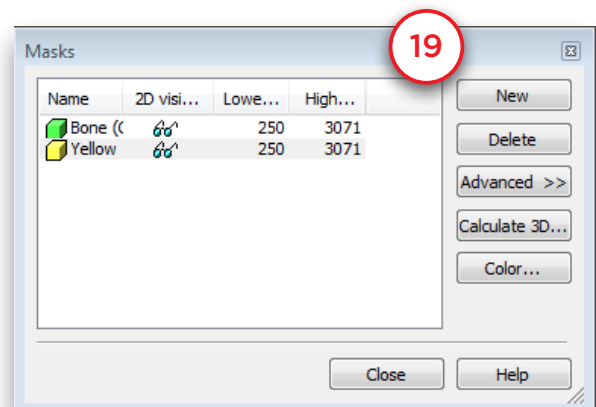 19
Masks
Name 2D visi... Lowe... High...
Bone (C 250 3071
Yellow 250 3071
New
Delete
Advanced >>
Calculate 3D...
Color...
Close Help